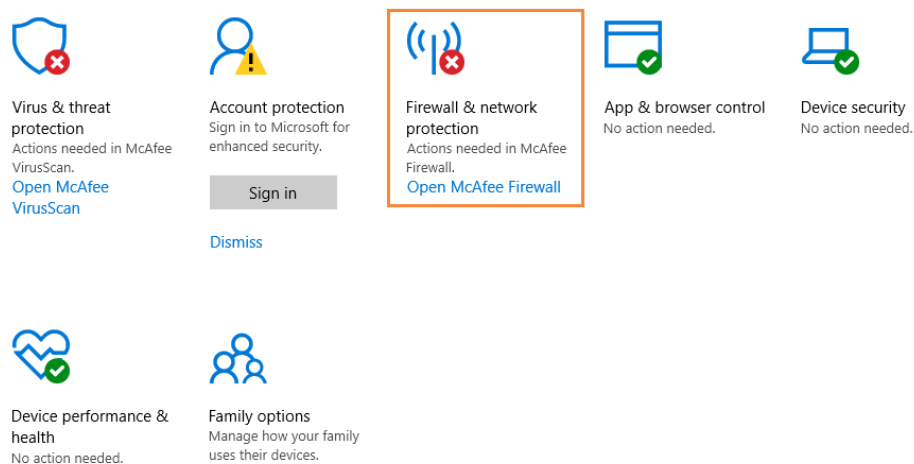 Virus & threat
protection
Actions needed in McAfee
VirusScan.
Open McAfee
VirusScan
Account protection
Sign in to Microsoft for
enhanced security.
Sign in
Dismiss
Firewall & network
protection
Actions needed in McAfee
Firewall.
Open McAfee Firewall
App & browser control
No action needed.
Device security
No action needed.
Device performance &
health
No action needed.
Family options
Manage how your family
uses their devices.